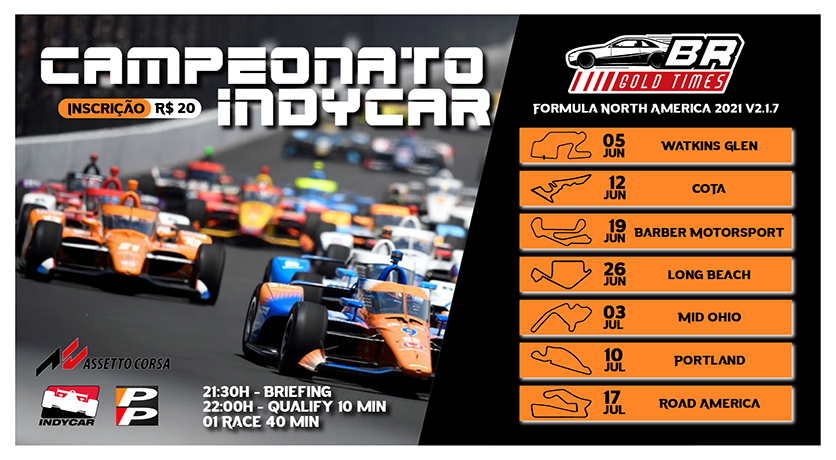 CAMPEONATO
INDYCAR
INSCRIÇÃO R$ 20
BR
GOLD TIMES
FORMULA NORTH AMERICA 2021 V2.1.7
05 JUN WATKINS GLEN
12 JUN COTA
19 JUN BARBER MOTORSPORT
26 JUN LONG BEACH
03 JUL MID OHIO
10 JUL PORTLAND
17 JUL ROAD AMERICA
ASSETTO CORSA
INDYCAR
PP
21:30H - BRIEFING
22:00H - QUALIFY 10 MIN
01 RACE 40 MIN
9